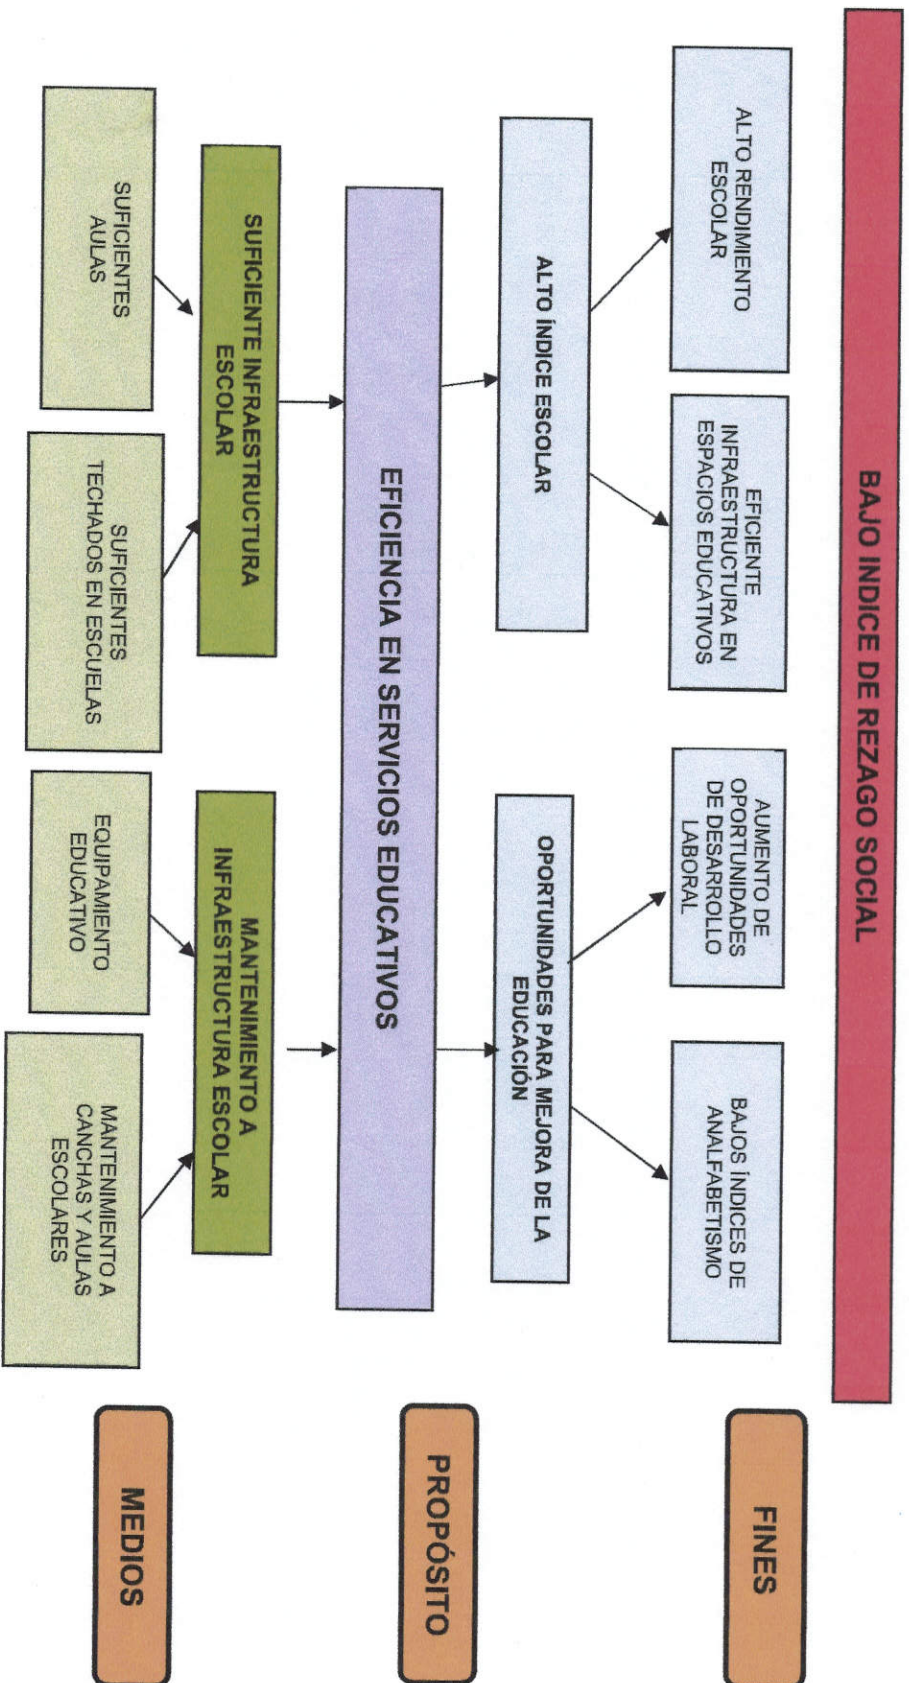 BAJO INDICE DE REZAGO SOCIAL
ALTO RENDIMIENTO
ESCOLAR
EFICIENTE
INFRAESTRUCTURA EN
ESPACIOS EDUCATIVOS
AUMENTO DE
OPORTUNIDADES
DE DESARROLLO
LABORAL
BAJOS ÍNDICES DE
ANALFABETISMO
FINES
ALTO ÍNDICE ESCOLAR
OPORTUNIDADES PARA MEJORA DE LA
EDUCACIÓN
EFICIENCIA EN SERVICIOS EDUCATIVOS
PROPÓSITO
SUFICIENTE INFRAESTRUCTURA
ESCOLAR
MANTENIMIENTO A
INFRAESTRUCTURA ESCOLAR
SUFICIENTES
AULAS
SUFICIENTES
TECHADOS EN ESCUELAS
EQUIPAMIENTO
EDUCATIVO
MANTENIMIENTO A
CANCHAS Y AULAS
ESCOLARES
MEDIOS